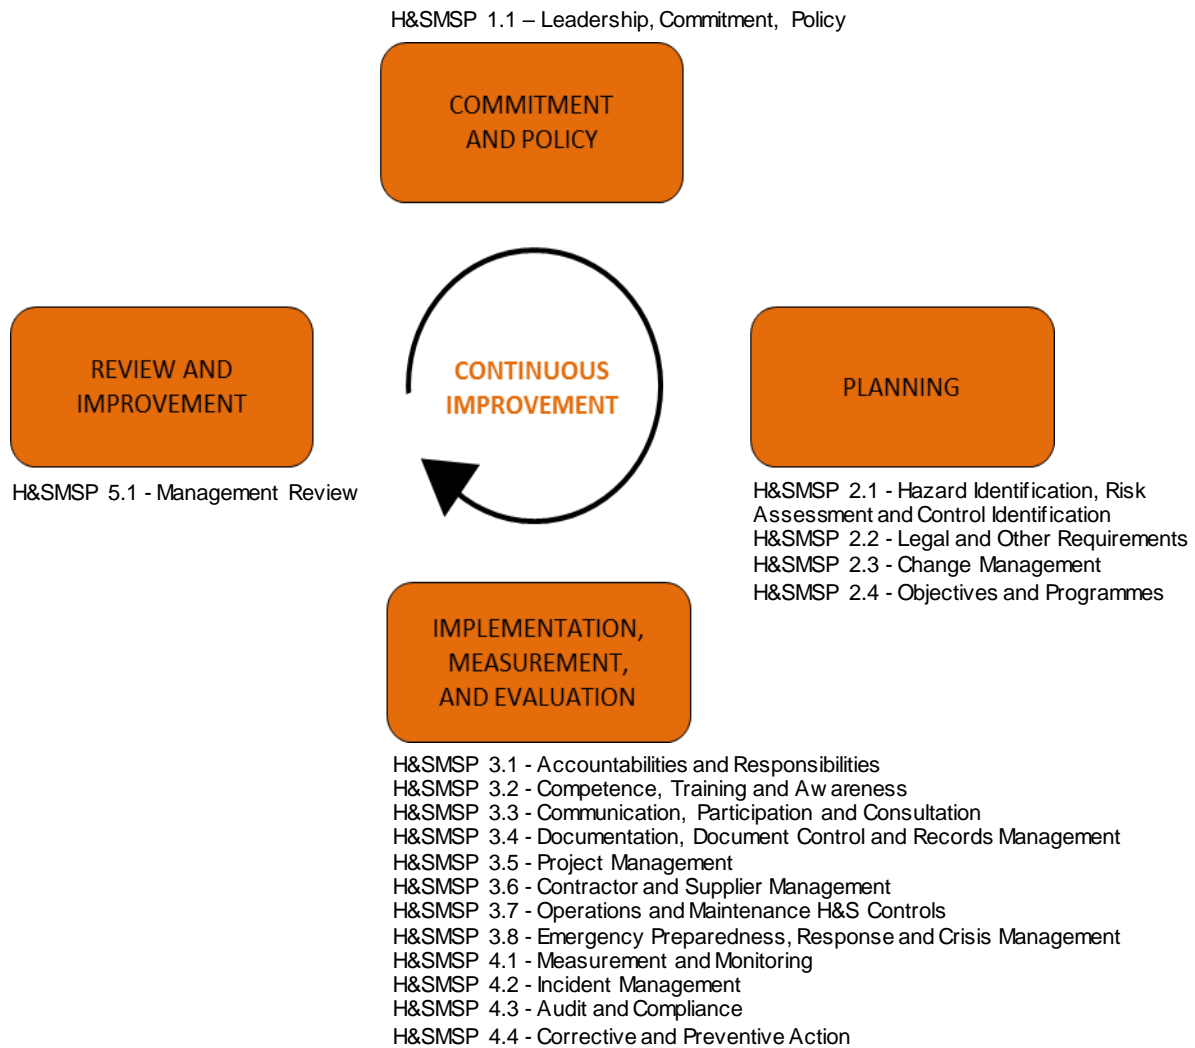 H&SMSP 1.1 – Leadership, Commitment, Policy
COMMITMENT
AND POLICY
REVIEW AND
IMPROVEMENT
H&SMSP 5.1 - Management Review
CONTINUOUS
IMPROVEMENT
PLANNING
H&SMSP 2.1 - Hazard Identification, Risk
Assessment and Control Identification
H&SMSP 2.2 - Legal and Other Requirements
H&SMSP 2.3 - Change Management
H&SMSP 2.4 - Objectives and Programmes
IMPLEMENTATION,
MEASUREMENT,
AND EVALUATION
H&SMSP 3.1 - Accountabilities and Responsibilities
H&SMSP 3.2 - Competence, Training and Awareness
H&SMSP 3.3 - Communication, Participation and Consultation
H&SMSP 3.4 - Documentation, Document Control and Records Management
H&SMSP 3.5 - Project Management
H&SMSP 3.6 - Contractor and Supplier Management
H&SMSP 3.7 - Operations and Maintenance H&S Controls
H&SMSP 3.8 - Emergency Preparedness, Response and Crisis Management
H&SMSP 4.1 - Measurement and Monitoring
H&SMSP 4.2 - Incident Management
H&SMSP 4.3 - Audit and Compliance
H&SMSP 4.4 - Corrective and Preventive Action